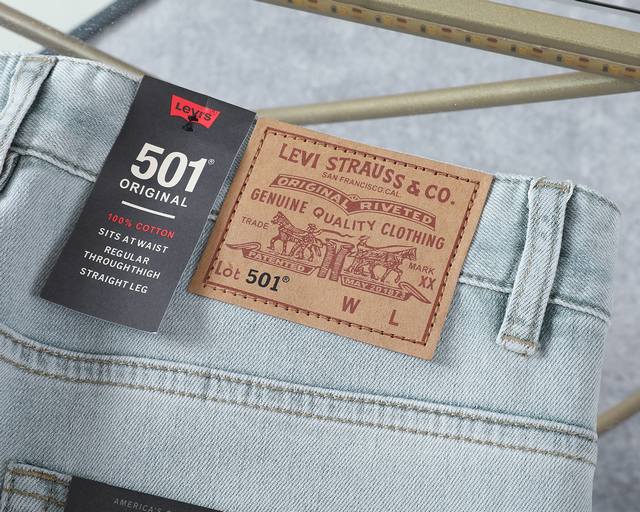 Levi's
501®
ORIGINAL
100% COTTON
SITS AT WAIST
REGULAR
THROUGHTHIGH
STRAIGHT LEG
LEVI STRAUSS & CO.
SAN FRANCISCO, CAL.
ORIGINAL RIVETED
GENUINE QUALITY CLOTHING
TRADE MARK
PATENTED MAY 20 1873
XX
Lot 501®
W L
AMERICA'S